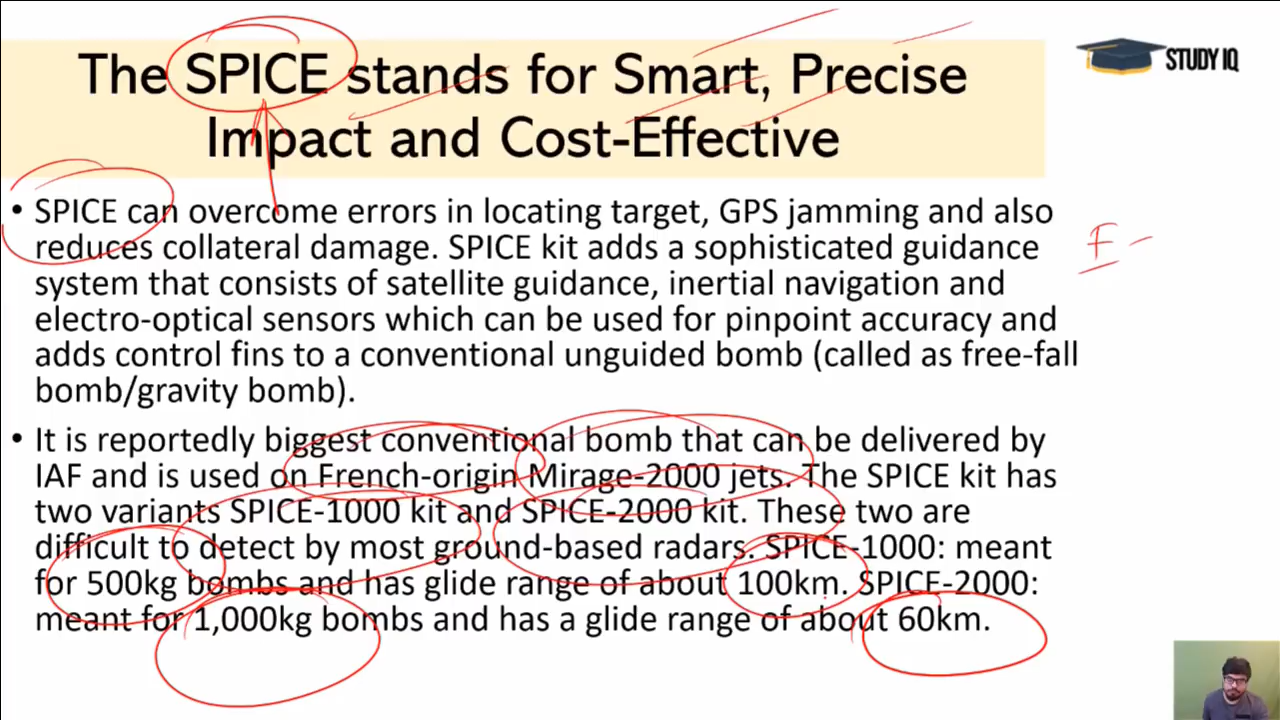 The SPICE stands for Smart, Precise
Impact and Cost-Effective
STUDY IQ
• SPICE can overcome errors in locating target, GPS jamming and also
reduces collateral damage. SPICE kit adds a sophisticated guidance
system that consists of satellite guidance, inertial navigation and
electro-optical sensors which can be used for pinpoint accuracy and
adds control fins to a conventional unguided bomb (called as free-fall
bomb/gravity bomb).
F -
• It is reportedly biggest conventional bomb that can be delivered by
IAF and is used on French-origin Mirage-2000 jets. The SPICE kit has
two variants SPICE-1000 kit and SPICE-2000 kit. These two are
difficult to detect by most ground-based radars. SPICE-1000: meant
for 500kg bombs and has glide range of about 100km. SPICE-2000:
meant for 1,000kg bombs and has a glide range of about 60km.